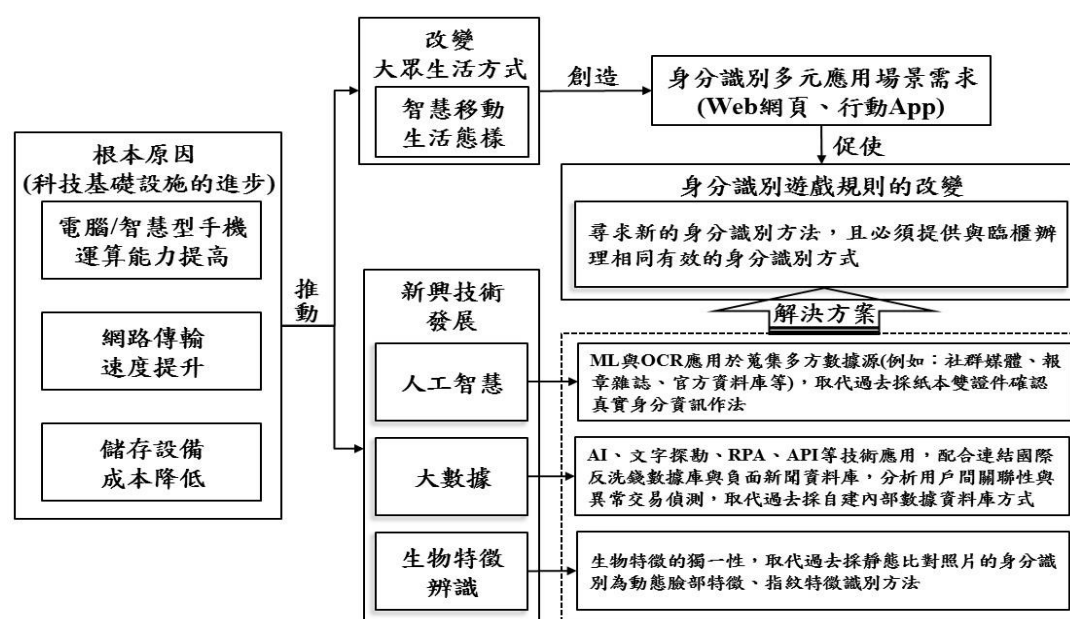 根本原因
(科技基礎設施的進步)
電腦/智慧型手機
運算能力提高
網路傳輸
速度提升
儲存設備
成本降低
推
動
改變
大眾生活方式
智慧移動
生活態樣
創造
身分識別多元應用場景需求
(Web網頁、行動App)
促使
身分識別遊戲規則的改變
尋求新的身分識別方法，且必須提供與臨櫃辦
理相同有效的身分識別方式
解決方案
新興技術
發展
人工智慧
ML與OCR應用於蒐集多方數據源(例如：社群媒體、報
章雜誌、官方資料庫等)，取代過去採紙本雙證件確認
真實身分資訊作法
大數據
AI、文字探勘、RPA、API等技術應用，配合連結國際
反洗錢數據庫與負面新聞資料庫，分析用戶間關聯性與
異常交易偵測，取代過去採自建內部數據資料庫方式
生物特徵
辨識
生物特徵的獨一性，取代過去採靜態比對照片的身分識
別為動態臉部特徵、指紋特徵識別方法